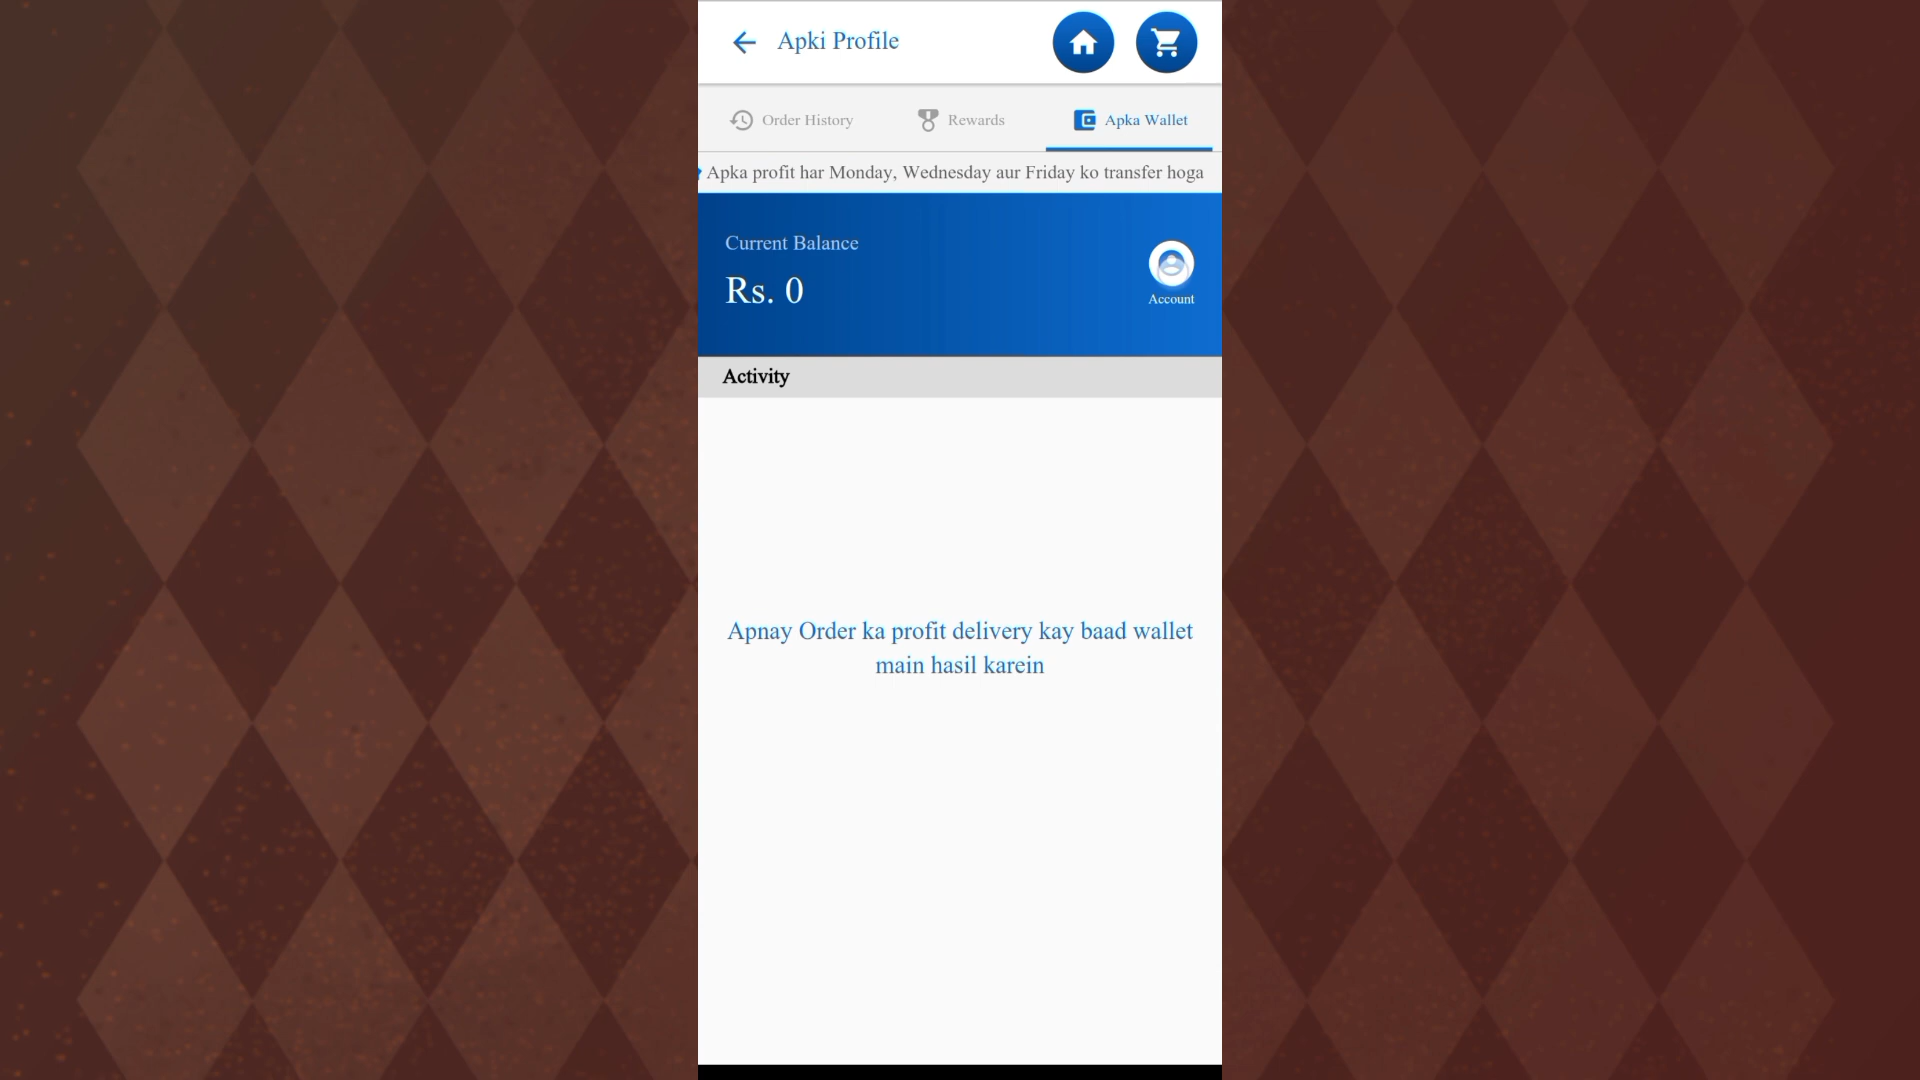 Apki Profile
Order History
Rewards
Apka Wallet
Apka profit har Monday, Wednesday aur Friday ko transfer hoga
Current Balance
Rs. 0
Account
Activity
Apnay Order ka profit delivery kay baad wallet
main hasil karein